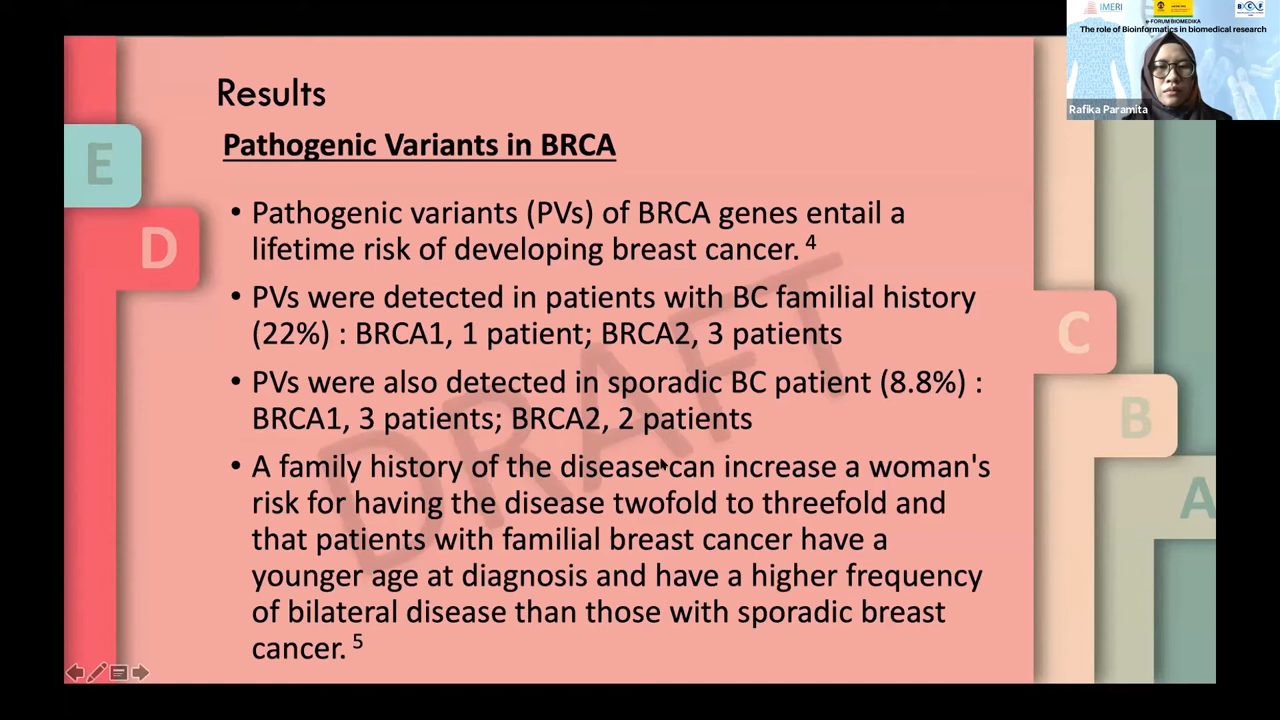 IMERI
e-FORUM BIOMEDIKA
The role of Bioinformatics in biomedical research
Rafika Paramita
Results
Pathogenic Variants in BRCA
E
D
C
B
A
• Pathogenic variants (PVs) of BRCA genes entail a
lifetime risk of developing breast cancer. 4
• PVs were detected in patients with BC familial history
(22%) : BRCA1, 1 patient; BRCA2, 3 patients
• PVs were also detected in sporadic BC patient (8.8%) :
BRCA1, 3 patients; BRCA2, 2 patients
• A family history of the disease can increase a woman's
risk for having the disease twofold to threefold and
that patients with familial breast cancer have a
younger age at diagnosis and have a higher frequency
of bilateral disease than those with sporadic breast
cancer. 5
DRAFT